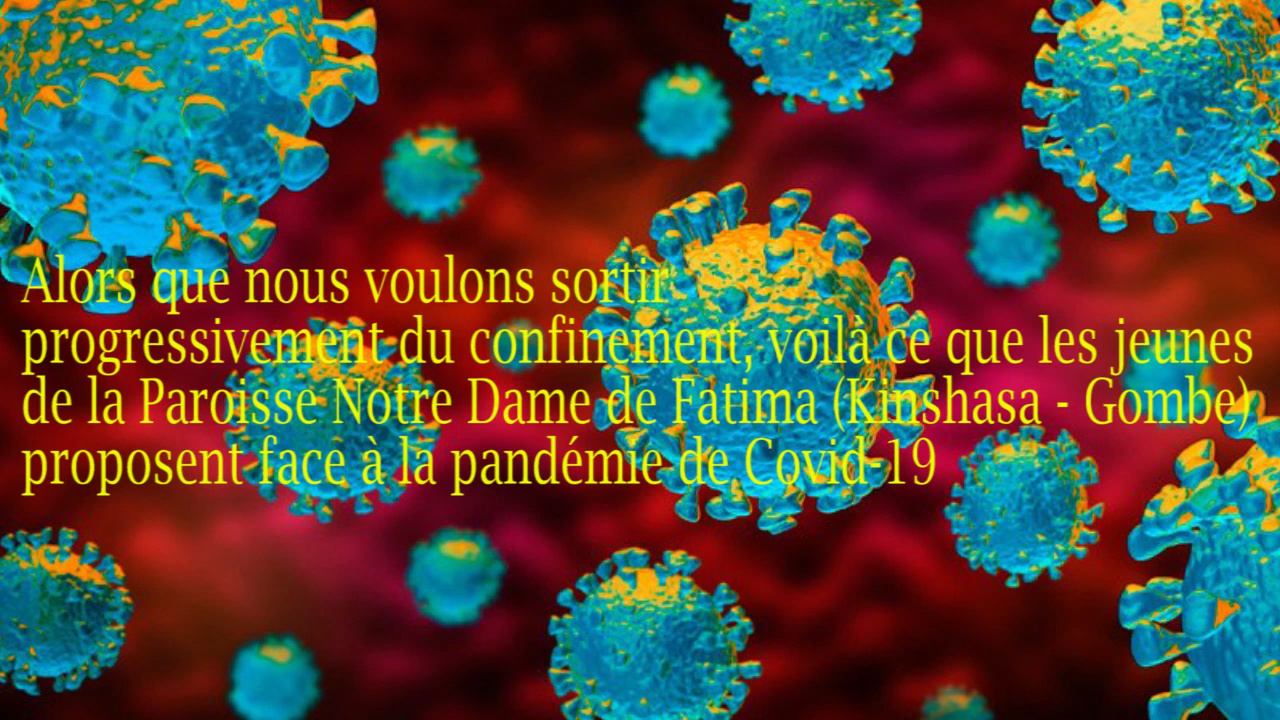 Alors que nous voulons sortir
progressivement du confinement, voilà ce que les jeunes
de la Paroisse Notre Dame de Fatima (Kinshasa - Gombe)
proposent face à la pandémie de Covid-19